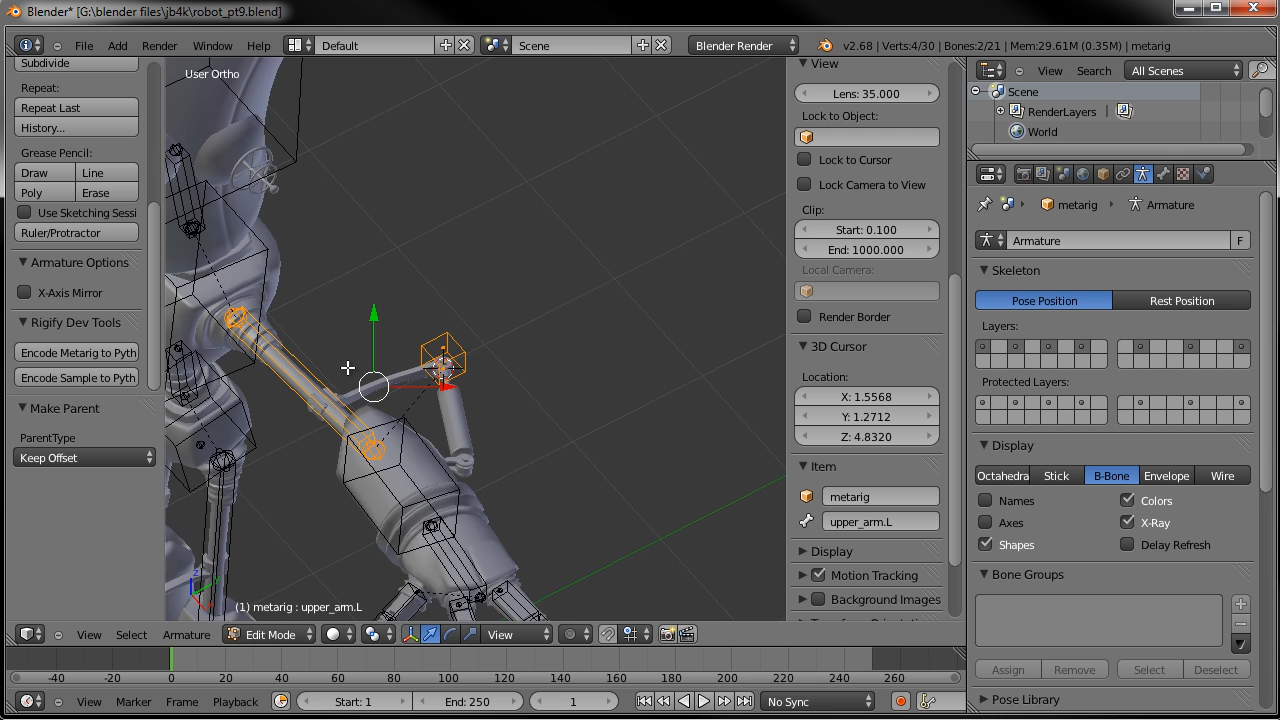 Blender* [G:\blender files\jb4k\robot_pt9.blend]
File Add Render Window Help Default Scene Blender Render v2.68 | Verts:4/30 | Bones:2/21 | Mem:29.61M (0.35M) | metarig
Subdivide
Repeat:
Repeat Last
History...
Grease Pencil:
Draw Line
Poly Erase
Use Sketching Sessi
Ruler/Protractor
Armature Options
X-Axis Mirror
Rigify Dev Tools
Encode Metarig to Pyth
Encode Sample to Pyth
Make Parent
ParentType
Keep Offset
User Ortho
(1) metarig : upper_arm.L
View
Lens: 35.000
Lock to Object:
Lock to Cursor
Lock Camera to View
Clip:
Start: 0.100
End: 1000.000
Local Camera:
Render Border
3D Cursor
Location:
X: 1.5568
Y: 1.2712
Z: 4.8320
Item
metarig
upper_arm.L
Display
Motion Tracking
Background Images
View Search All Scenes
Scene
RenderLayers
World
metarig Armature
Armature F
Skeleton
Pose Position Rest Position
Layers:
Protected Layers:
Display
Octahedra Stick B-Bone Envelope Wire
Names Colors
Axes X-Ray
Shapes Delay Refresh
Bone Groups
Assign Remove Select Deselect
Pose Library
View Select Armature Edit Mode View
-40 -20 0 20 40 60 80 100 120 140 160 180 200 220 240 260
View Marker Frame Playback Start: 1 End: 250 1 No Sync